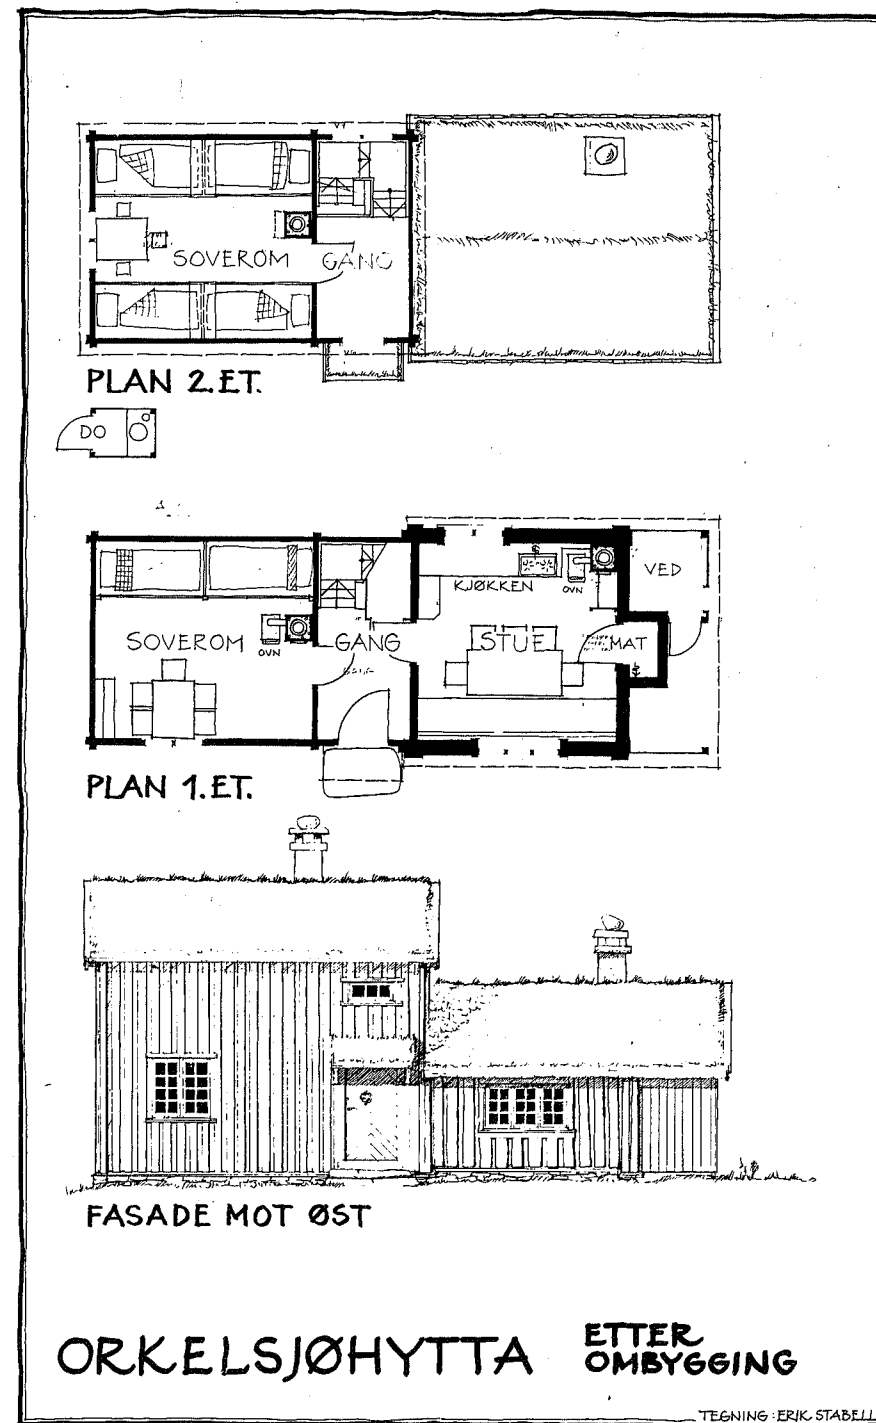 SOVEROM GANG
PLAN 2.ET.
DO
KJØKKEN OVN VED
SOVEROM OVN GANG STUE MAT
PLAN 1.ET.
FASADE MOT ØST
ORKELSJØHYTTA ETTER OMBYGGING
TEGNING: ERIK STABELL